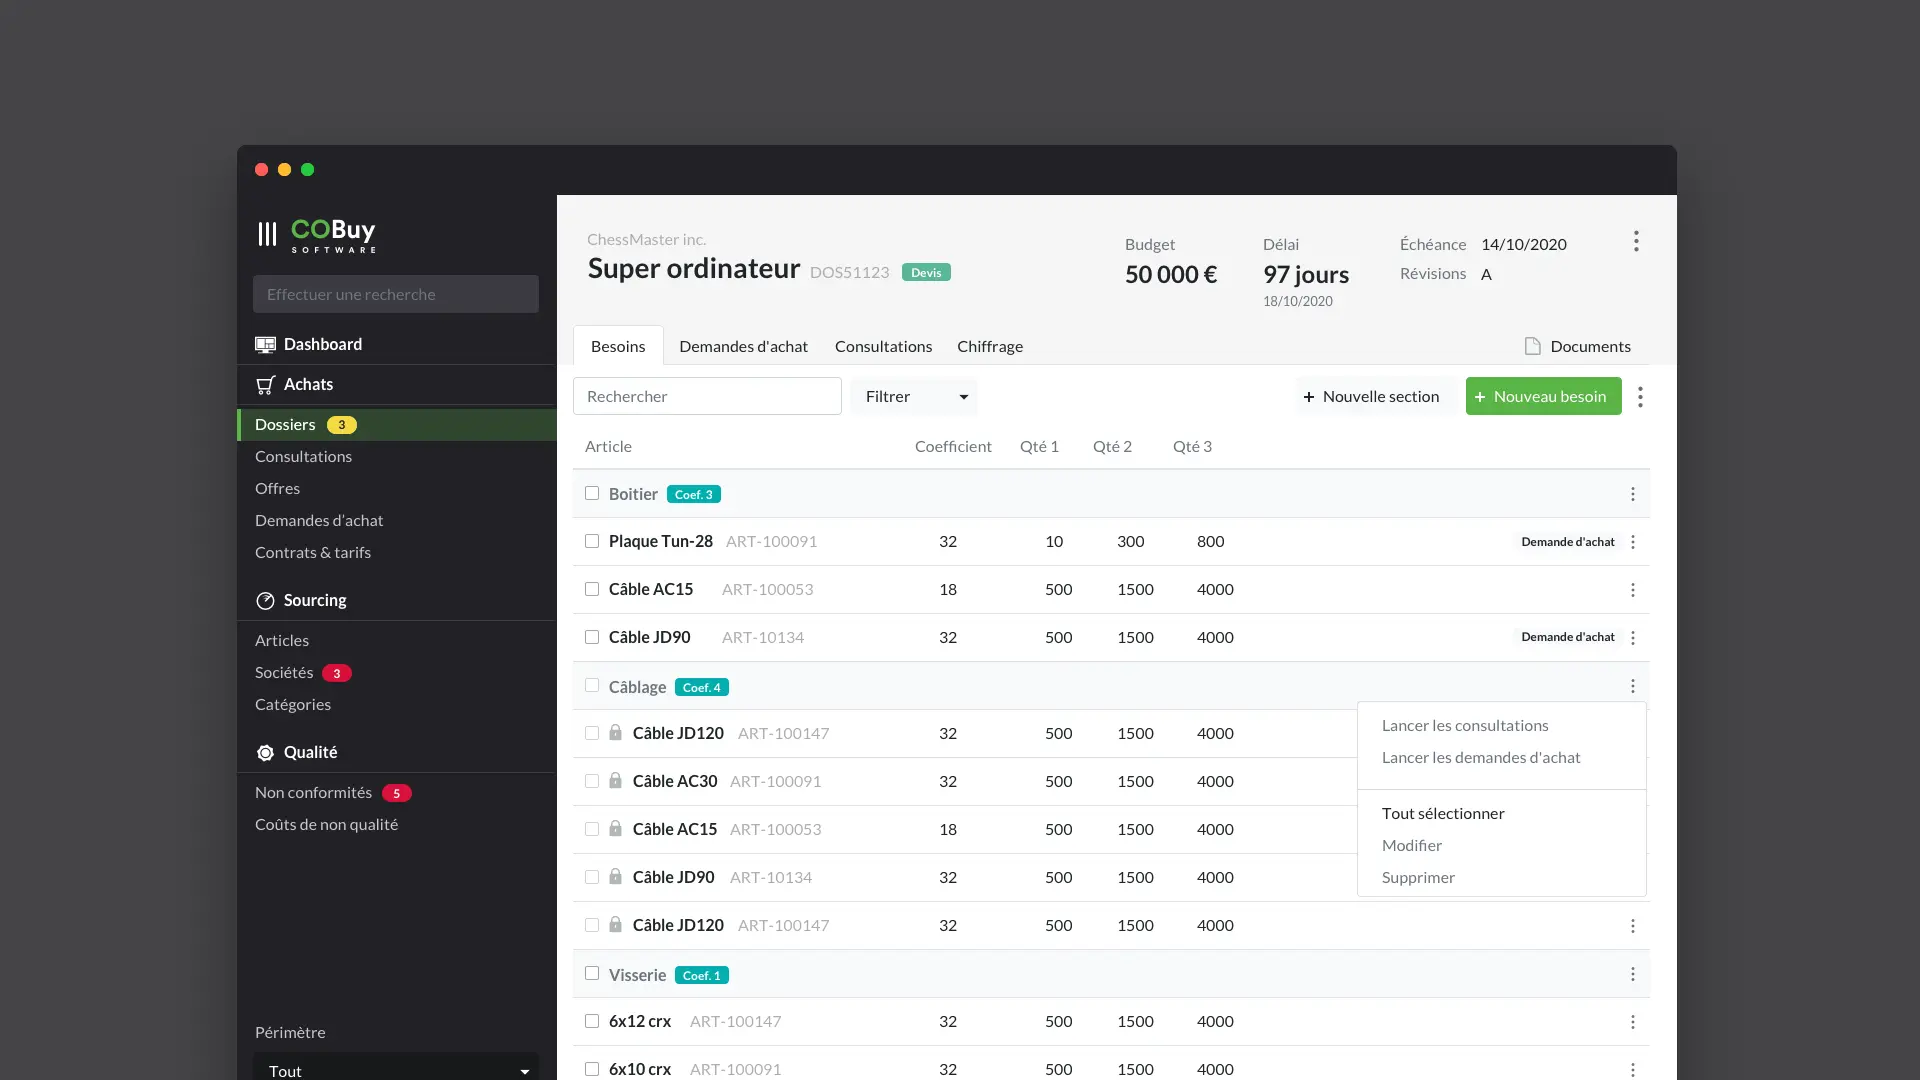 COBuy
SOFTWARE
Effectuer une recherche
Dashboard
Achats
Dossiers 3
Consultations
Offres
Demandes d'achat
Contrats & tarifs
Sourcing
Articles
Sociétés 3
Catégories
Qualité
Non conformités 5
Coûts de non qualité
Périmètre
Tout
ChessMaster inc.
Super ordinateur DOS51123 Devis
Budget
50 000 €
Délai
97 jours
18/10/2020
Échéance 14/10/2020
Révisions A
Besoins Demandes d'achat Consultations Chiffrage Documents
Rechercher Filtrer + Nouvelle section + Nouveau besoin
Article Coefficient Qté 1 Qté 2 Qté 3
Boitier Coef. 3
Plaque Tun-28 ART-100091 32 10 300 800 Demande d'achat
Câble AC15 ART-100053 18 500 1500 4000
Câble JD90 ART-10134 32 500 1500 4000 Demande d'achat
Câblage Coef. 4
Câble JD120 ART-100147 32 500 1500 4000
Câble AC30 ART-100091 32 500 1500 4000
Câble AC15 ART-100053 18 500 1500 4000
Câble JD90 ART-10134 32 500 1500 4000
Câble JD120 ART-100147 32 500 1500 4000
Lancer les consultations
Lancer les demandes d'achat
Tout sélectionner
Modifier
Supprimer
Visserie Coef. 1
6x12 crx ART-100147 32 500 1500 4000
6x10 crx ART-100091 32 500 1500 4000